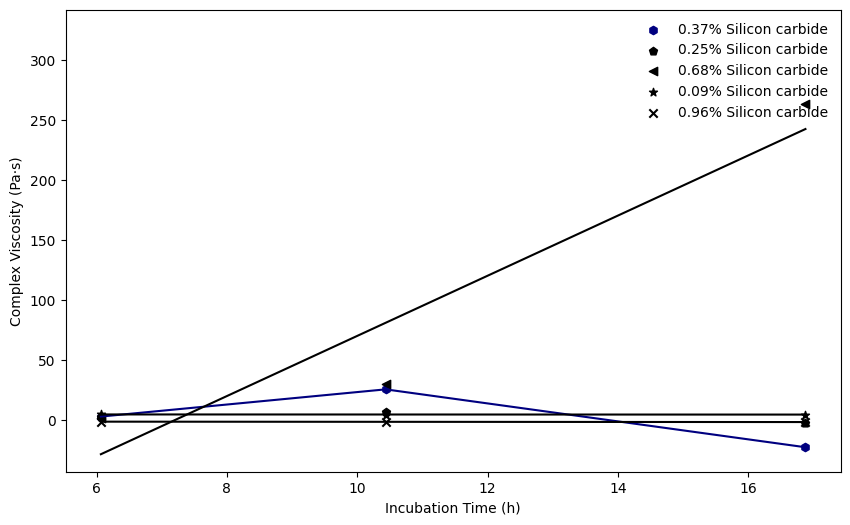 0.37% Silicon carbide
0.25% Silicon carbide
0.68% Silicon carbide
0.09% Silicon carbide
0.96% Silicon carbide
300
250
200
150
100
50
0
Complex Viscosity (Pa·s)
6 8 10 12 14 16
Incubation Time (h)